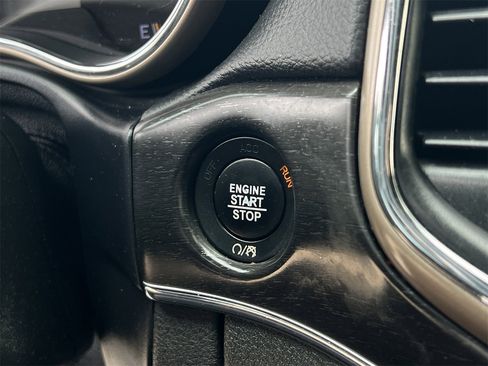 E
OFF
ACC
RUN
ENGINE
START
STOP